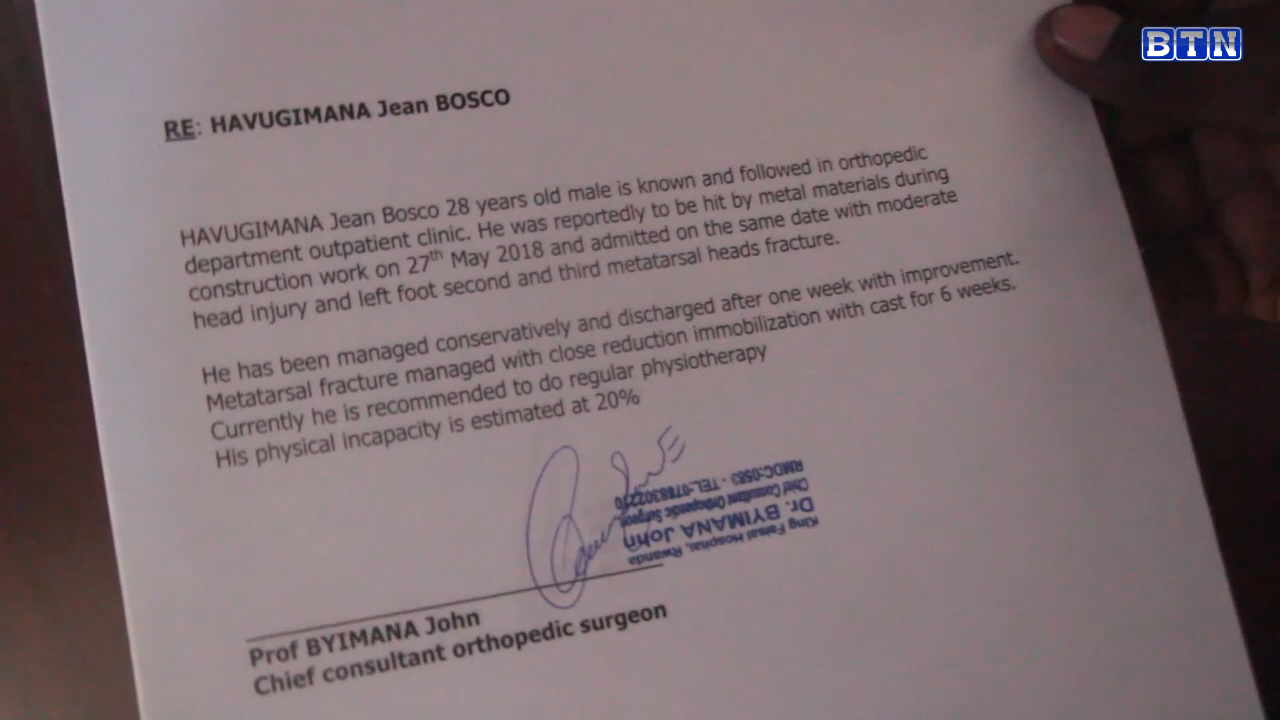 BTN
RE: HAVUGIMANA Jean BOSCO
HAVUGIMANA Jean Bosco 28 years old male is known and followed in orthopedic
department outpatient clinic. He was reportedly to be hit by metal materials during
construction work on 27th May 2018 and admitted on the same date with moderate
head injury and left foot second and third metatarsal heads fracture.
He has been managed conservatively and discharged after one week with improvement.
Metatarsal fracture managed with close reduction immobilization with cast for 6 weeks.
Currently he is recommended to do regular physiotherapy
His physical incapacity is estimated at 20%
King Faisal Hospital, Rwanda
Dr. BYIMANA John
Chief Consultant Orthopedic Surgeon
RMDC:0583 - TEL:0788302210
Prof BYIMANA John
Chief consultant orthopedic surgeon